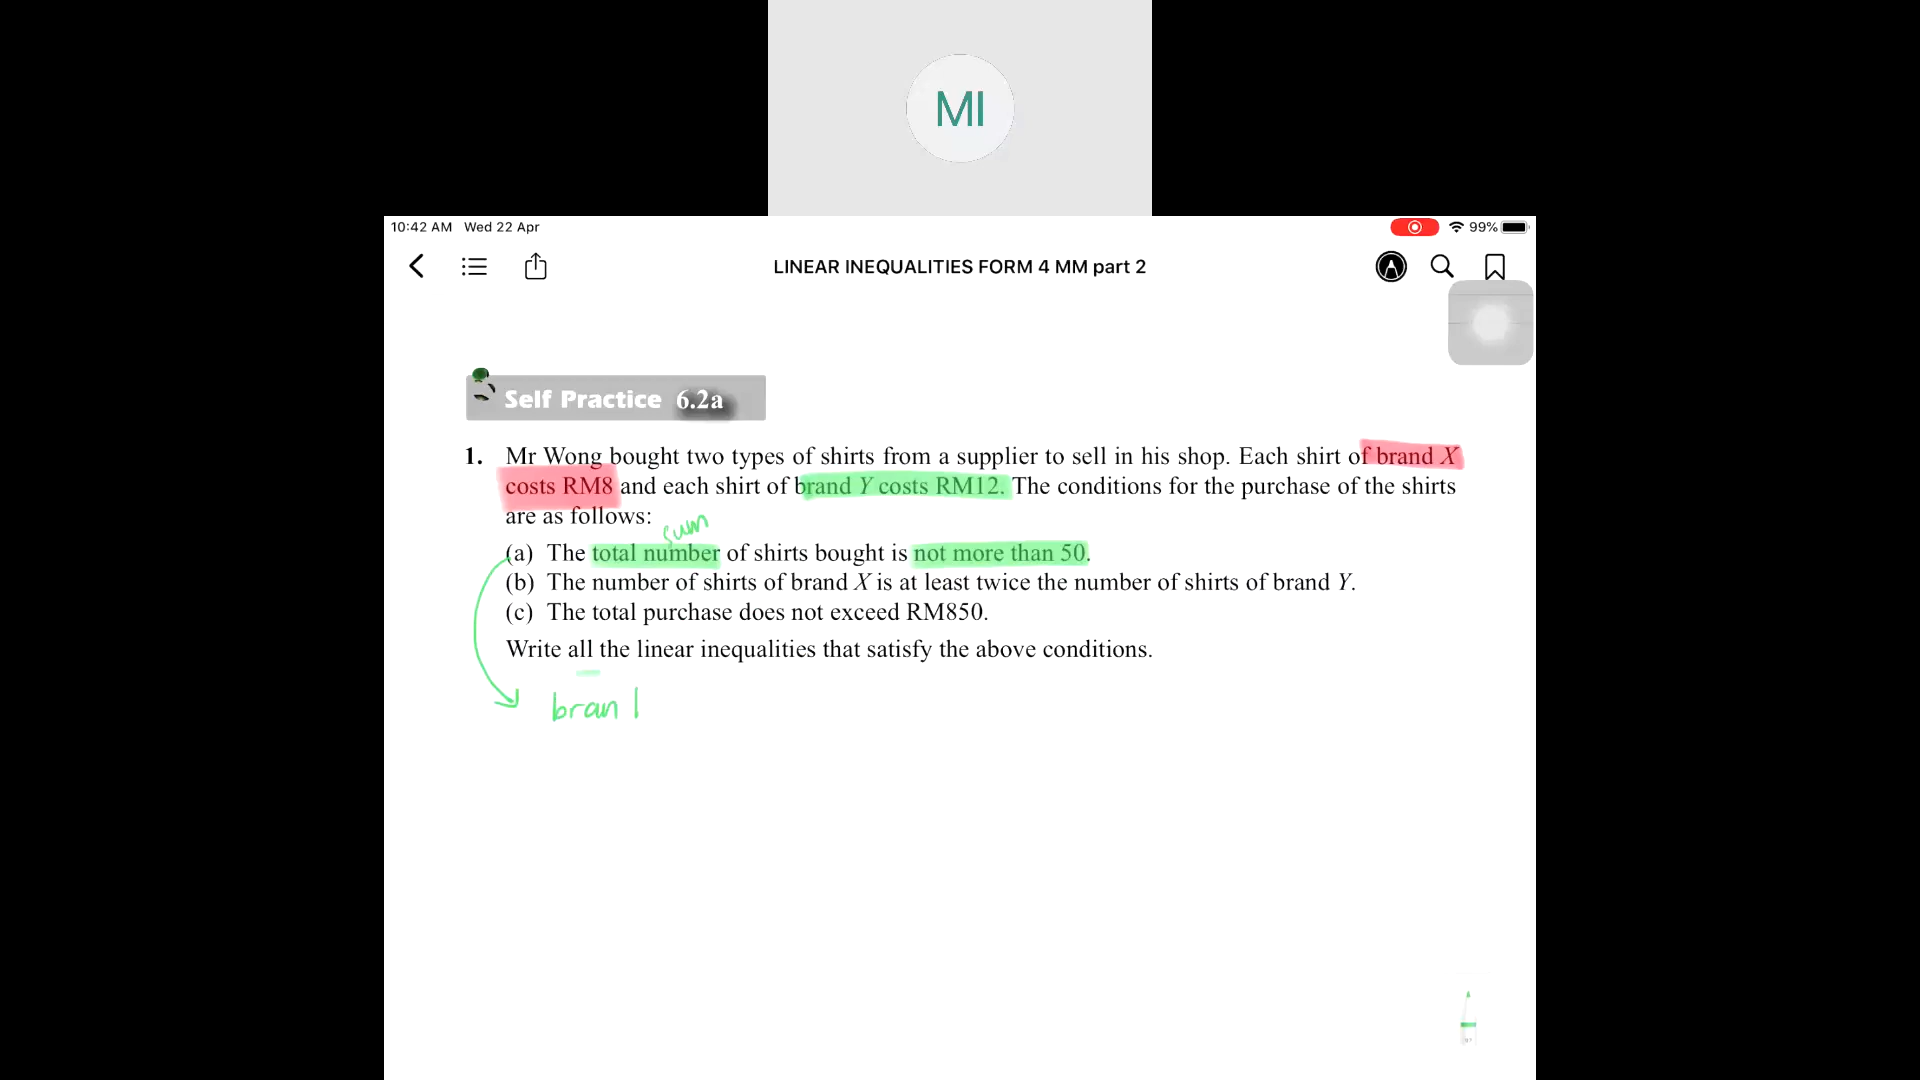 MI
10:42 AM Wed 22 Apr
99%
LINEAR INEQUALITIES FORM 4 MM part 2
Self Practice 6.2a
1. Mr Wong bought two types of shirts from a supplier to sell in his shop. Each shirt of brand X
costs RM8 and each shirt of brand Y costs RM12. The conditions for the purchase of the shirts
are as follows:
sum
(a) The total number of shirts bought is not more than 50.
(b) The number of shirts of brand X is at least twice the number of shirts of brand Y.
(c) The total purchase does not exceed RM850.
Write all the linear inequalities that satisfy the above conditions.
bran